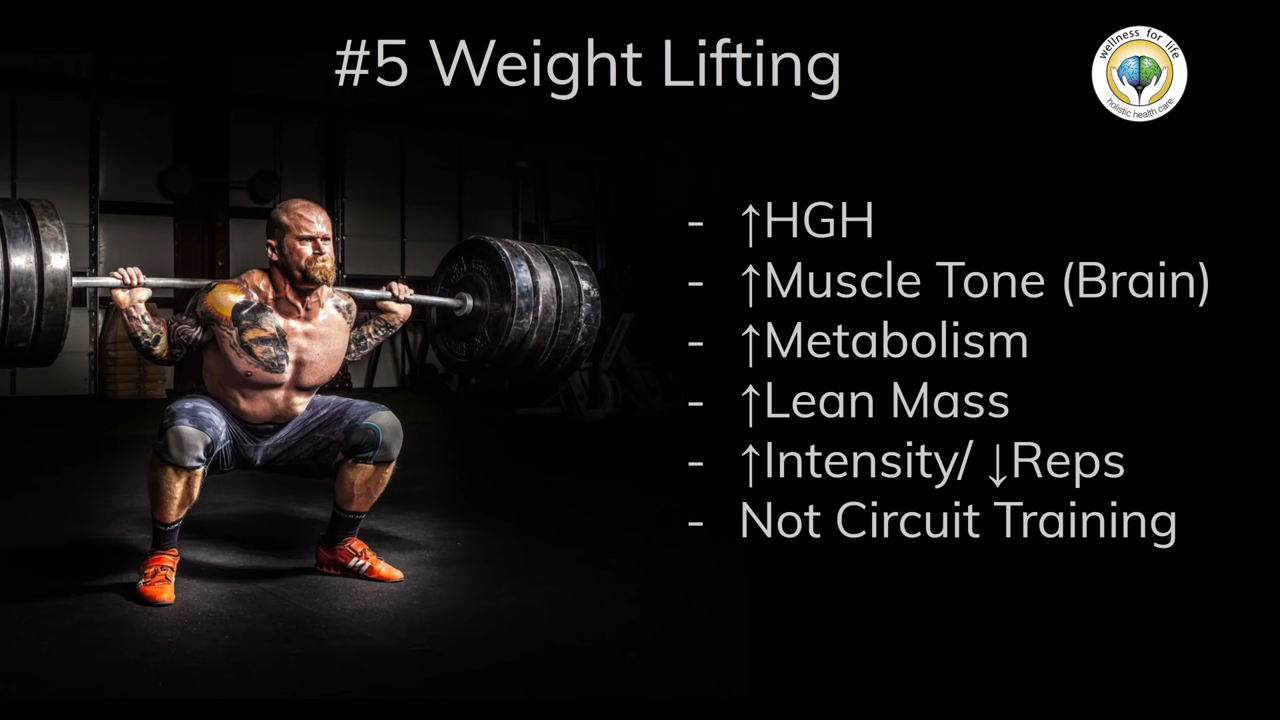 #5 Weight Lifting
wellness for life
holistic health care
- ↑HGH
- ↑Muscle Tone (Brain)
- ↑Metabolism
- ↑Lean Mass
- ↑Intensity/ ↓Reps
- Not Circuit Training